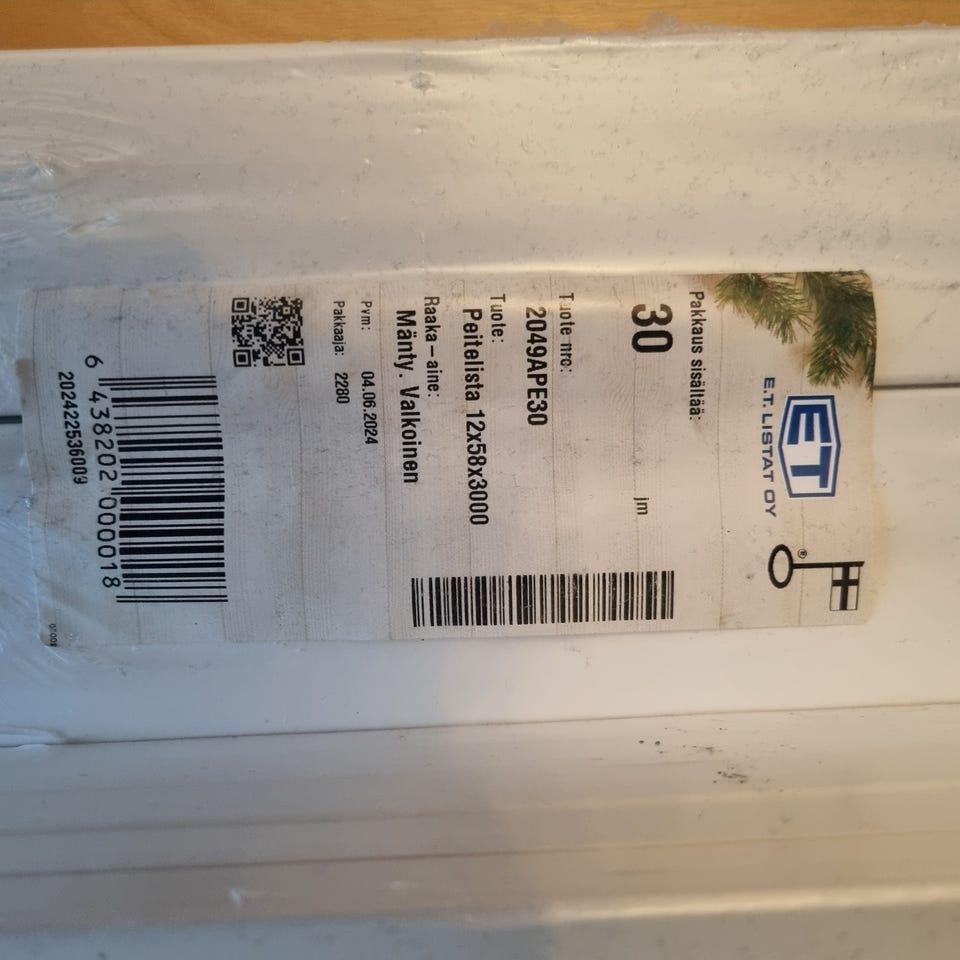 ET
E.T. LISTAT OY
®
Pakkaus sisältää:
30 jm
Tuote nro:
2049APE30
Tuote:
Peitelista 12x58x3000
Raaka-aine:
Mänty. Valkoinen
Pvm: 04.06.2024
Pakkaaja: 2280
6 438202 000018
202422536009